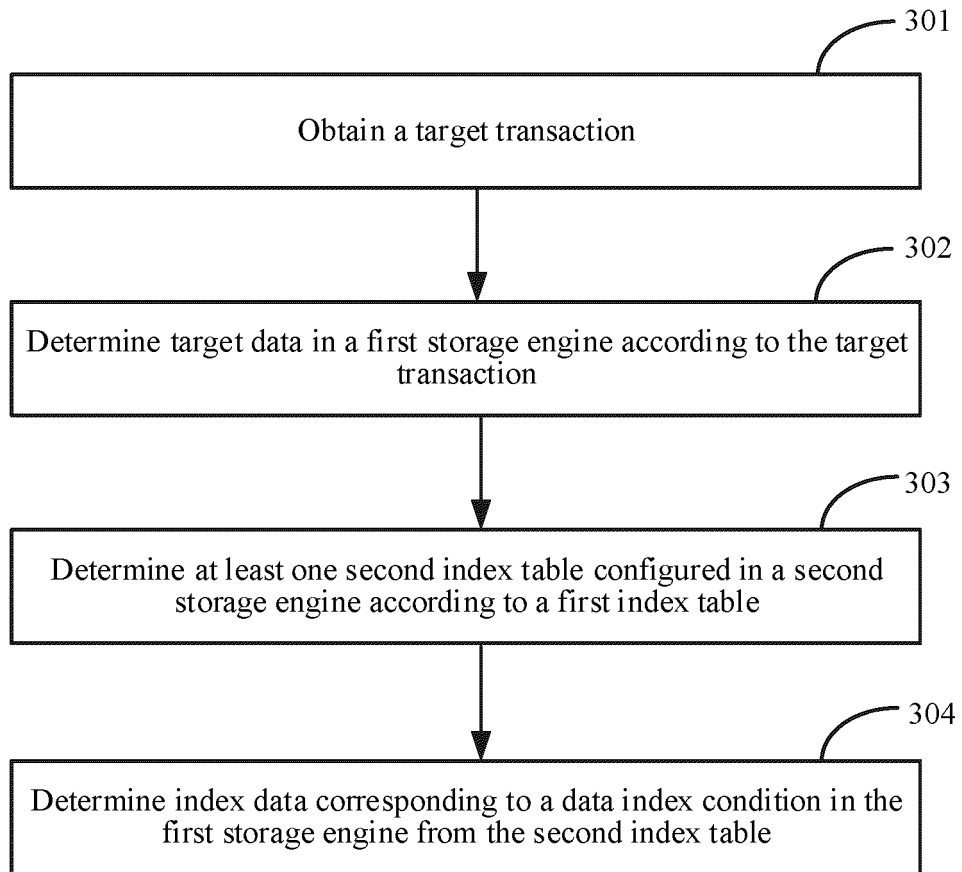 301
Obtain a target transaction
302
Determine target data in a first storage engine according to the target
transaction
303
Determine at least one second index table configured in a second
storage engine according to a first index table
304
Determine index data corresponding to a data index condition in the
first storage engine from the second index table